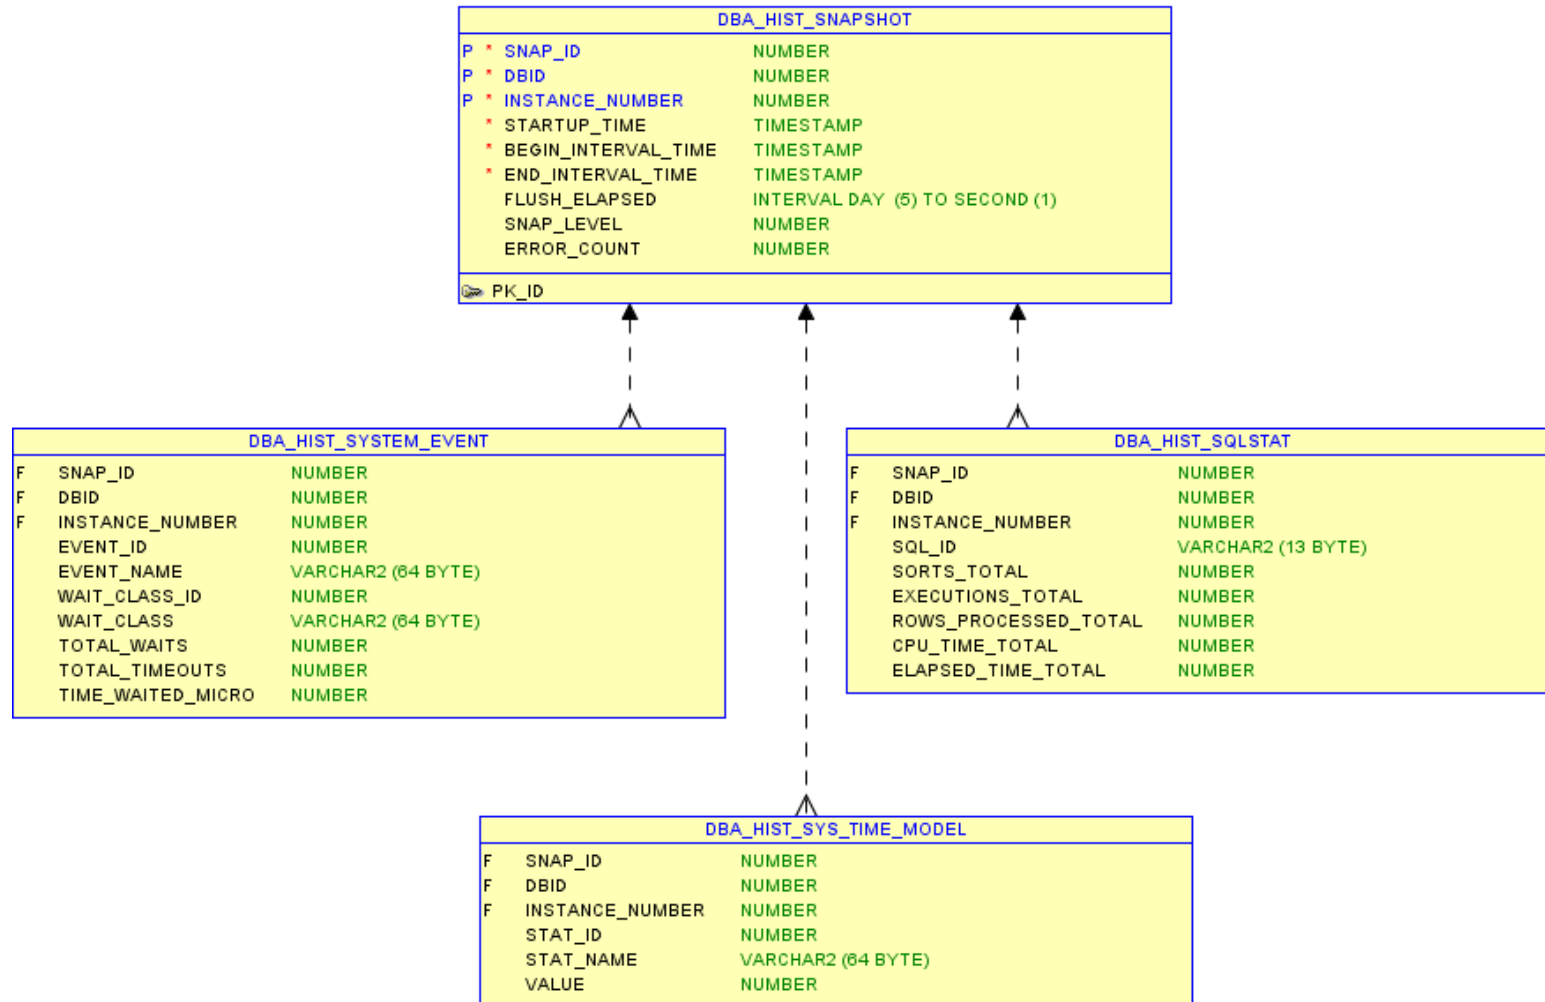 DBA_HIST_SNAPSHOT
P * SNAP_ID NUMBER
P * DBID NUMBER
P * INSTANCE_NUMBER NUMBER
* STARTUP_TIME TIMESTAMP
* BEGIN_INTERVAL_TIME TIMESTAMP
* END_INTERVAL_TIME TIMESTAMP
FLUSH_ELAPSED INTERVAL DAY (5) TO SECOND (1)
SNAP_LEVEL NUMBER
ERROR_COUNT NUMBER
PK_ID
DBA_HIST_SYSTEM_EVENT
F SNAP_ID NUMBER
F DBID NUMBER
F INSTANCE_NUMBER NUMBER
EVENT_ID NUMBER
EVENT_NAME VARCHAR2 (64 BYTE)
WAIT_CLASS_ID NUMBER
WAIT_CLASS VARCHAR2 (64 BYTE)
TOTAL_WAITS NUMBER
TOTAL_TIMEOUTS NUMBER
TIME_WAITED_MICRO NUMBER
DBA_HIST_SQLSTAT
F SNAP_ID NUMBER
F DBID NUMBER
F INSTANCE_NUMBER NUMBER
SQL_ID VARCHAR2 (13 BYTE)
SORTS_TOTAL NUMBER
EXECUTIONS_TOTAL NUMBER
ROWS_PROCESSED_TOTAL NUMBER
CPU_TIME_TOTAL NUMBER
ELAPSED_TIME_TOTAL NUMBER
DBA_HIST_SYS_TIME_MODEL
F SNAP_ID NUMBER
F DBID NUMBER
F INSTANCE_NUMBER NUMBER
STAT_ID NUMBER
STAT_NAME VARCHAR2 (64 BYTE)
VALUE NUMBER